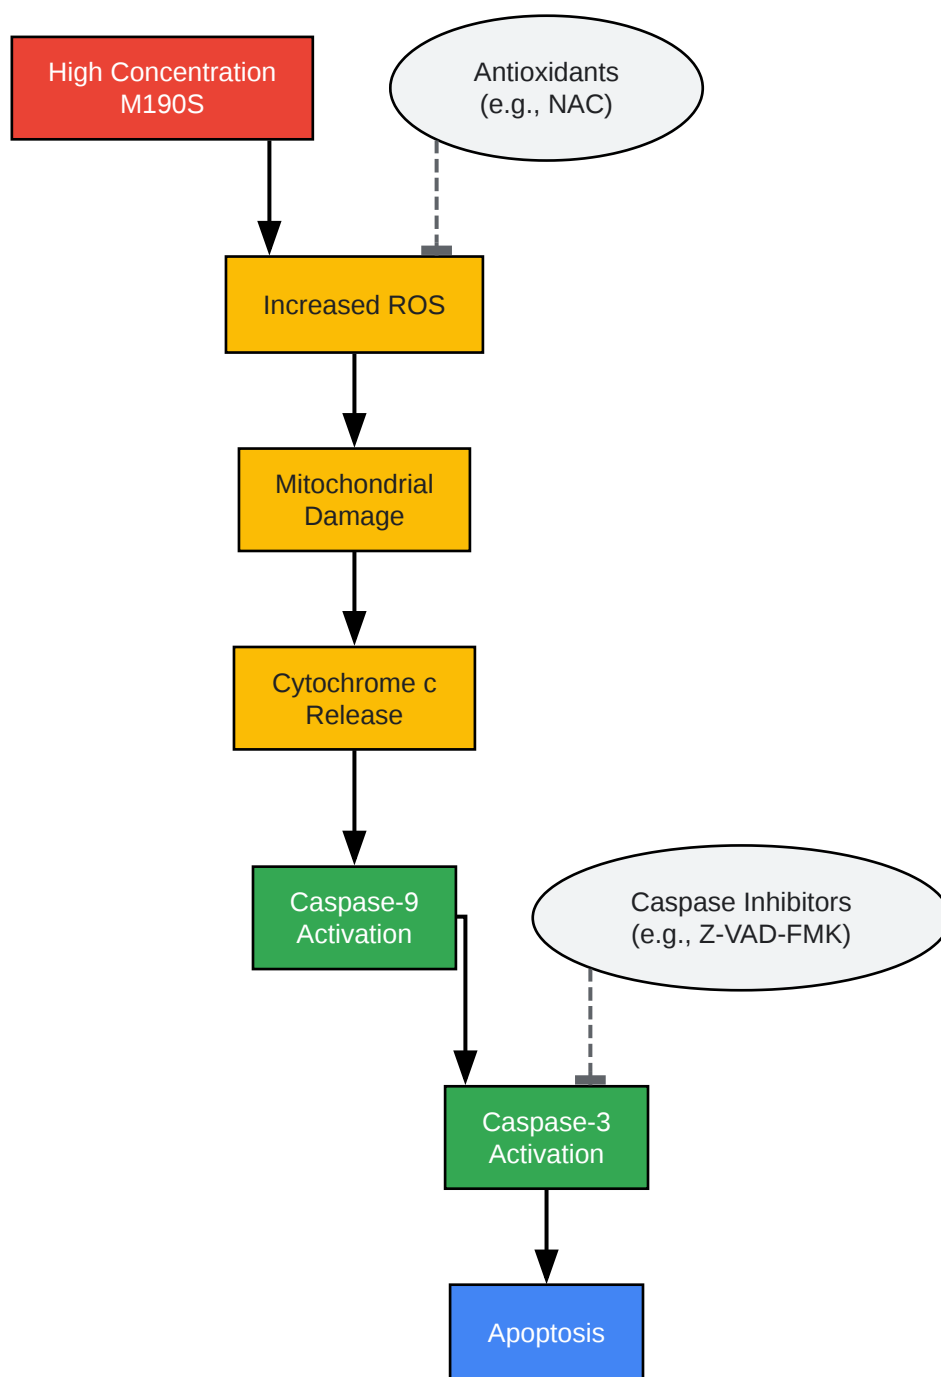 High Concentration
M190S
Antioxidants
(e.g., NAC)
Increased ROS
Mitochondrial
Damage
Cytochrome c
Release
Caspase-9
Activation
Caspase Inhibitors
(e.g., Z-VAD-FMK)
Caspase-3
Activation
Apoptosis